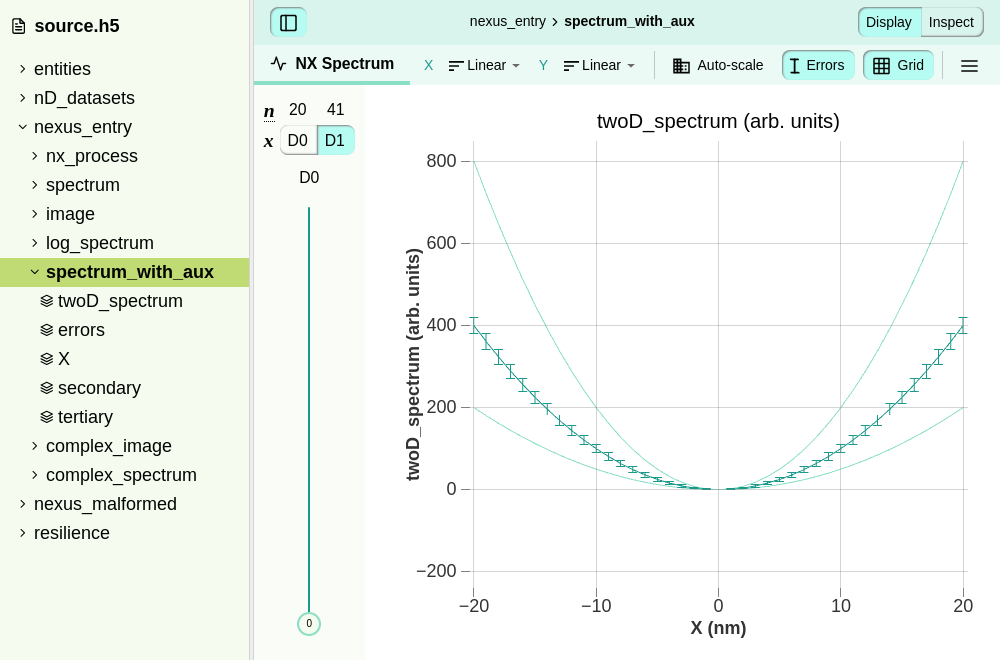 source.h5
entities
nD_datasets
nexus_entry
nx_process
spectrum
image
log_spectrum
spectrum_with_aux
twoD_spectrum
errors
X
secondary
tertiary
complex_image
complex_spectrum
nexus_malformed
resilience
nexus_entry > spectrum_with_aux
Display Inspect
NX Spectrum X Linear Y Linear Auto-scale Errors Grid
n 20 41
x D0 D1
D0
0
twoD_spectrum (arb. units)
800
600
400
200
0
−200
twoD_spectrum (arb. units)
−20 −10 0 10 20
X (nm)